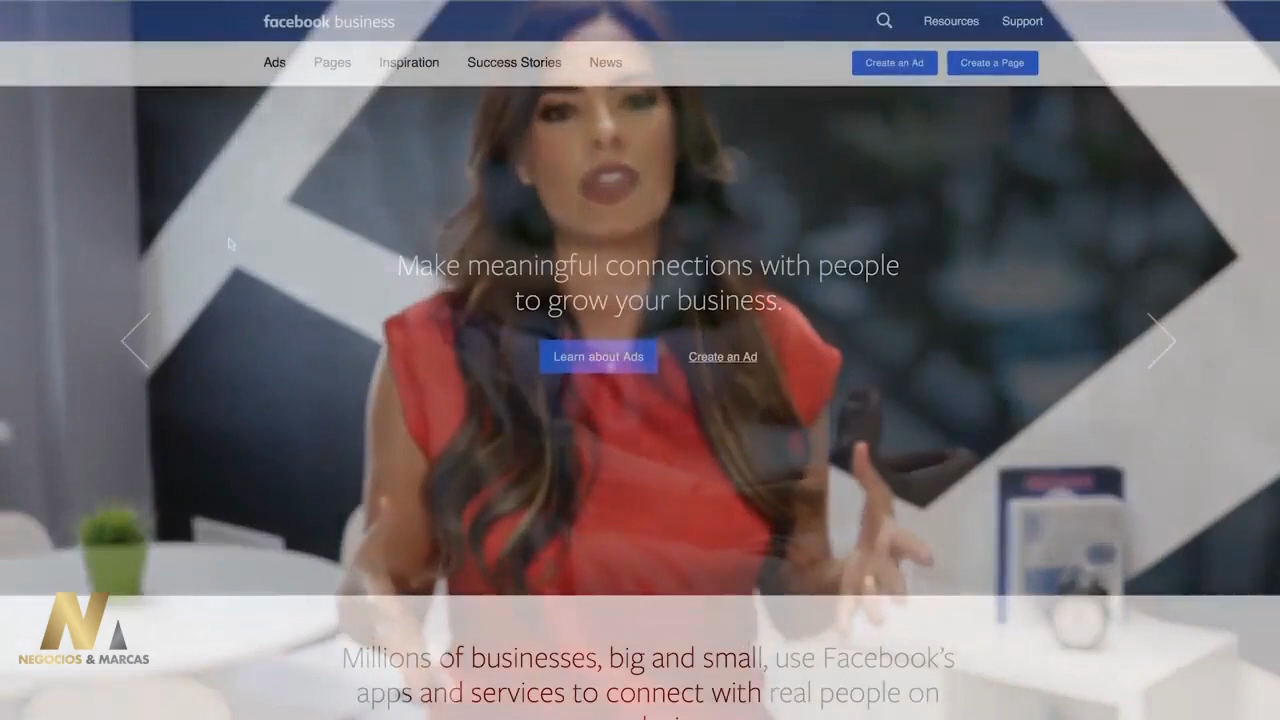 facebook business
Resources
Support
Ads
Pages
Inspiration
Success Stories
News
Create an Ad
Create a Page
Make meaningful connections with people
to grow your business.
Learn about Ads
Create an Ad
NEGOCIOS & MARCAS
Millions of businesses, big and small, use Facebook's
apps and services to connect with real people on